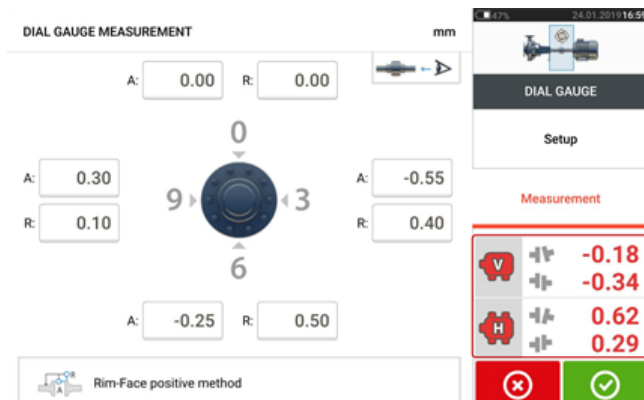 DIAL GAUGE MEASUREMENT mm
47% 24.01.2019 16:59
A: 0.00 R: 0.00
DIAL GAUGE
0
Setup
A: 0.30
R: 0.10
9 3
A: -0.55
R: 0.40
Measurement
6
V -0.18
-0.34
A: -0.25 R: 0.50
H 0.62
0.29
R
A
Rim-Face positive method